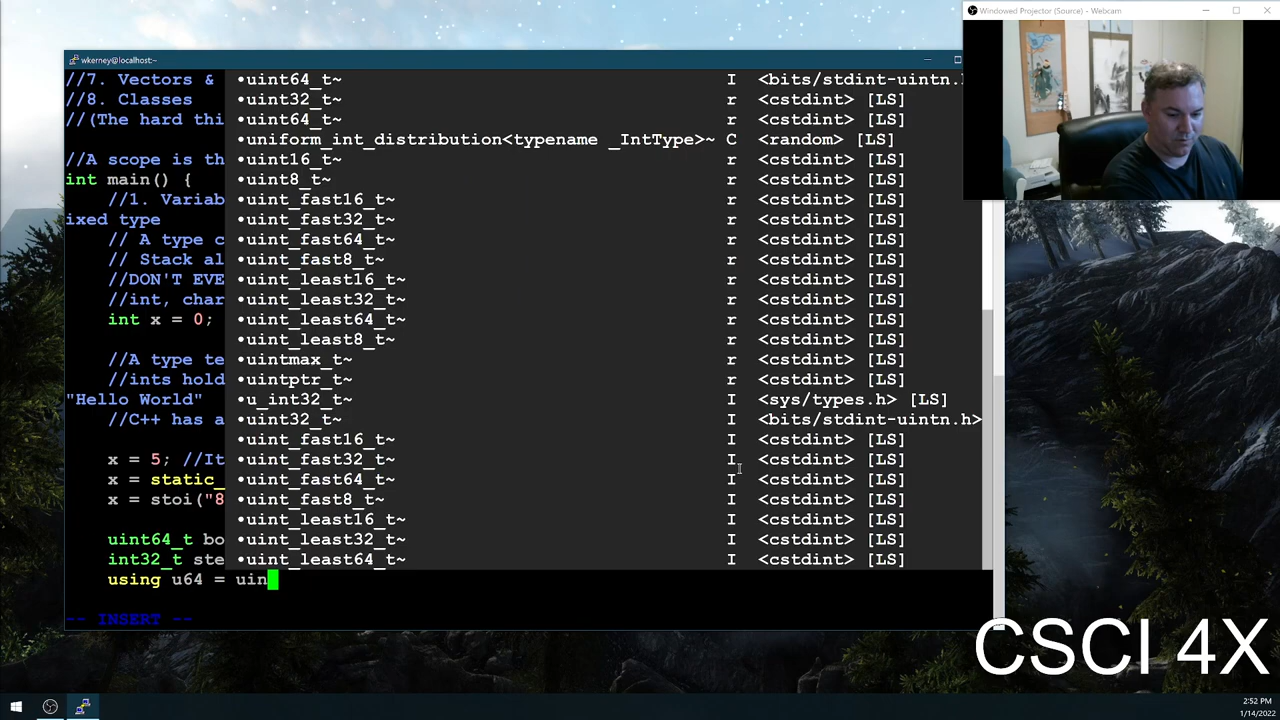 Windowed Projector (Source) - Webcam
wkerney@localhost:~
//7. Vectors & •uint64_t~ I <bits/stdint-uintn.
//8. Classes •uint32_t~ r <cstdint> [LS]
//(The hard thi •uint64_t~ r <cstdint> [LS]
•uniform_int_distribution<typename _IntType>~ C <random> [LS]
//A scope is th •uint16_t~ r <cstdint> [LS]
int main() { •uint8_t~ r <cstdint> [LS]
//1. Variab •uint_fast16_t~ r <cstdint> [LS]
ixed type •uint_fast32_t~ r <cstdint> [LS]
// A type c •uint_fast64_t~ r <cstdint> [LS]
// Stack al •uint_fast8_t~ r <cstdint> [LS]
//DON'T EVE •uint_least16_t~ r <cstdint> [LS]
//int, char •uint_least32_t~ r <cstdint> [LS]
int x = 0; •uint_least64_t~ r <cstdint> [LS]
•uint_least8_t~ r <cstdint> [LS]
//A type te •uintmax_t~ r <cstdint> [LS]
//ints hold •uintptr_t~ r <cstdint> [LS]
"Hello World" •u_int32_t~ I <sys/types.h> [LS]
//C++ has a •uint32_t~ I <bits/stdint-uintn.h>
•uint_fast16_t~ I <cstdint> [LS]
x = 5; //It •uint_fast32_t~ I <cstdint> [LS]
x = static_ •uint_fast64_t~ I <cstdint> [LS]
x = stoi("8 •uint_fast8_t~ I <cstdint> [LS]
•uint_least16_t~ I <cstdint> [LS]
uint64_t bo •uint_least32_t~ I <cstdint> [LS]
int32_t ste •uint_least64_t~ I <cstdint> [LS]
using u64 = uin
-- INSERT --
CSCI 4X
2:52 PM
1/14/2022